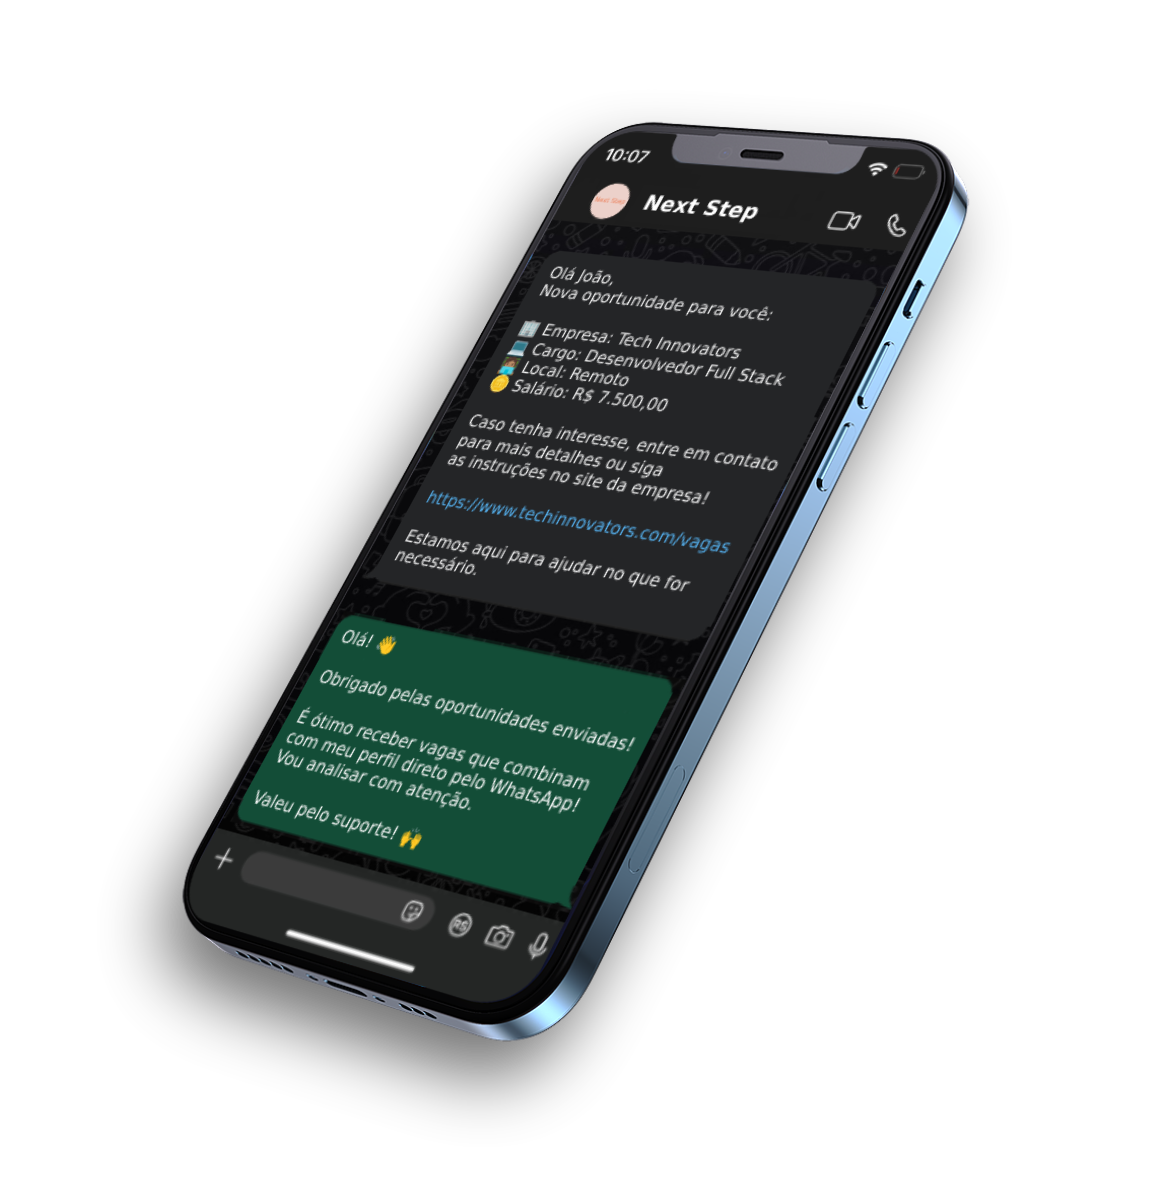 10:07
Next Step
Next Step
Olá João,
Nova oportunidade para você:
🏢 Empresa: Tech Innovators
💻 Cargo: Desenvolvedor Full Stack
Local: Remoto
🪙 Salário: R$ 7.500,00
Caso tenha interesse, entre em contato
para mais detalhes ou siga
as instruções no site da empresa!
https://www.techinnovators.com/vagas
Estamos aqui para ajudar no que for
necessário.
Olá! 👋
Obrigado pelas oportunidades enviadas!
É ótimo receber vagas que combinam
com meu perfil direto pelo WhatsApp!
Vou analisar com atenção.
Valeu pelo suporte! 🙌
R$